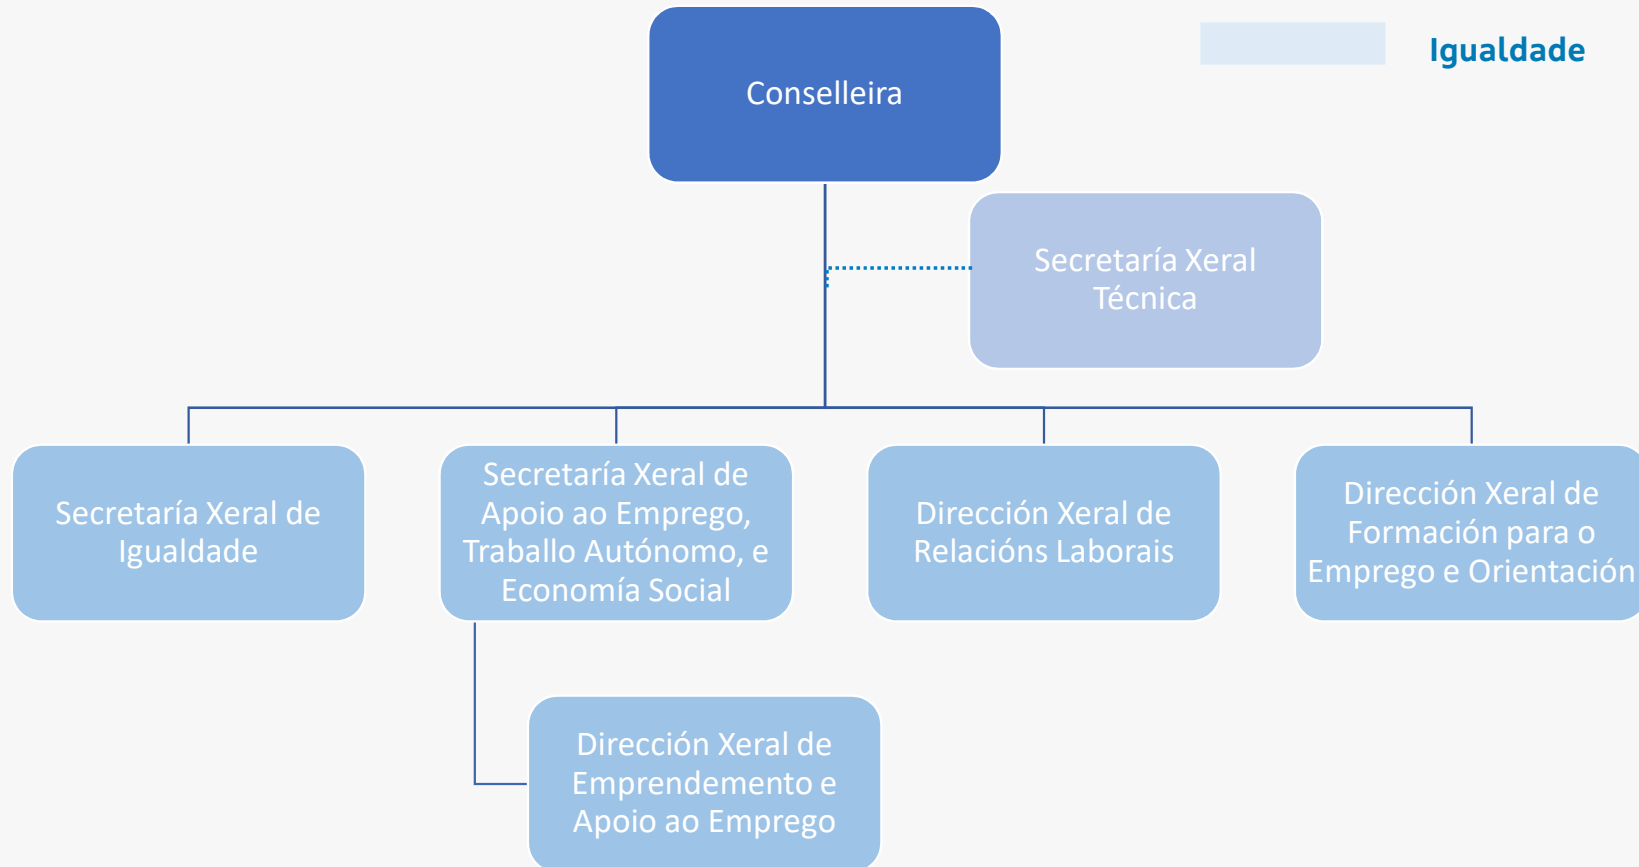 Conselleira
Igualdade
Secretaría Xeral
Técnica
Secretaría Xeral de
Igualdade
Secretaría Xeral de
Apoio ao Emprego,
Traballo Autónomo, e
Economía Social
Dirección Xeral de
Relacións Laborais
Dirección Xeral de
Formación para o
Emprego e Orientación
Dirección Xeral de
Emprendemento e
Apoio ao Emprego